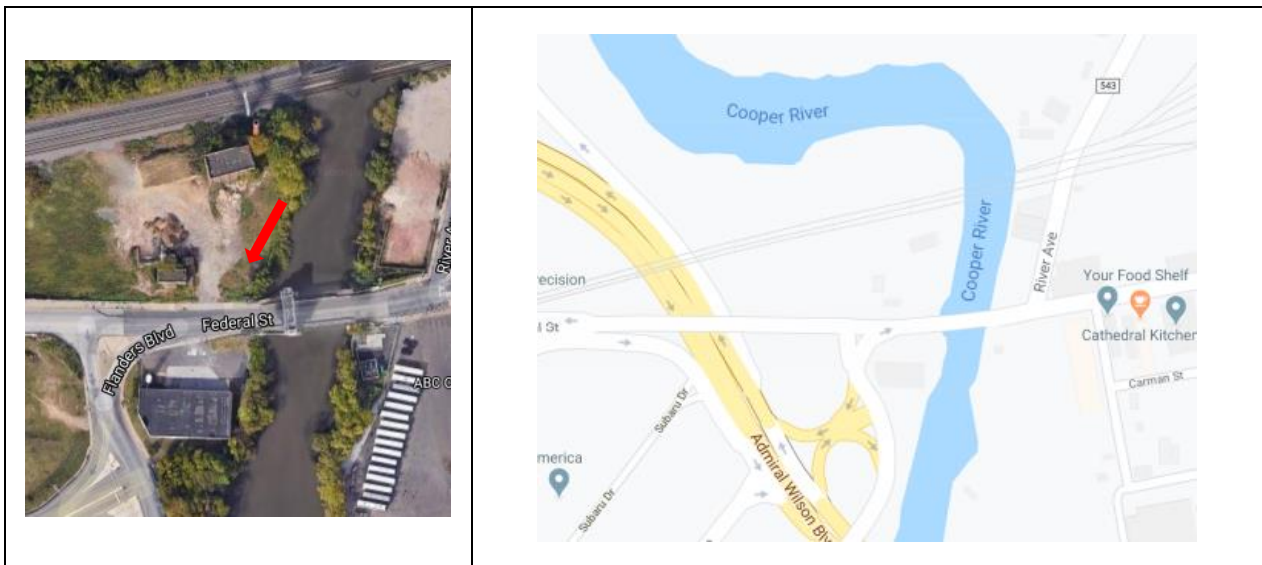 River A
Federal St
Flanders Blvd
ABC C
543
Cooper River
Cooper River
River Ave
recision
Your Food Shelf
l St
Cathedral Kitchen
Carman St
Subaru Dr
merica
Admiral Wilson Blv
Subaru Dr